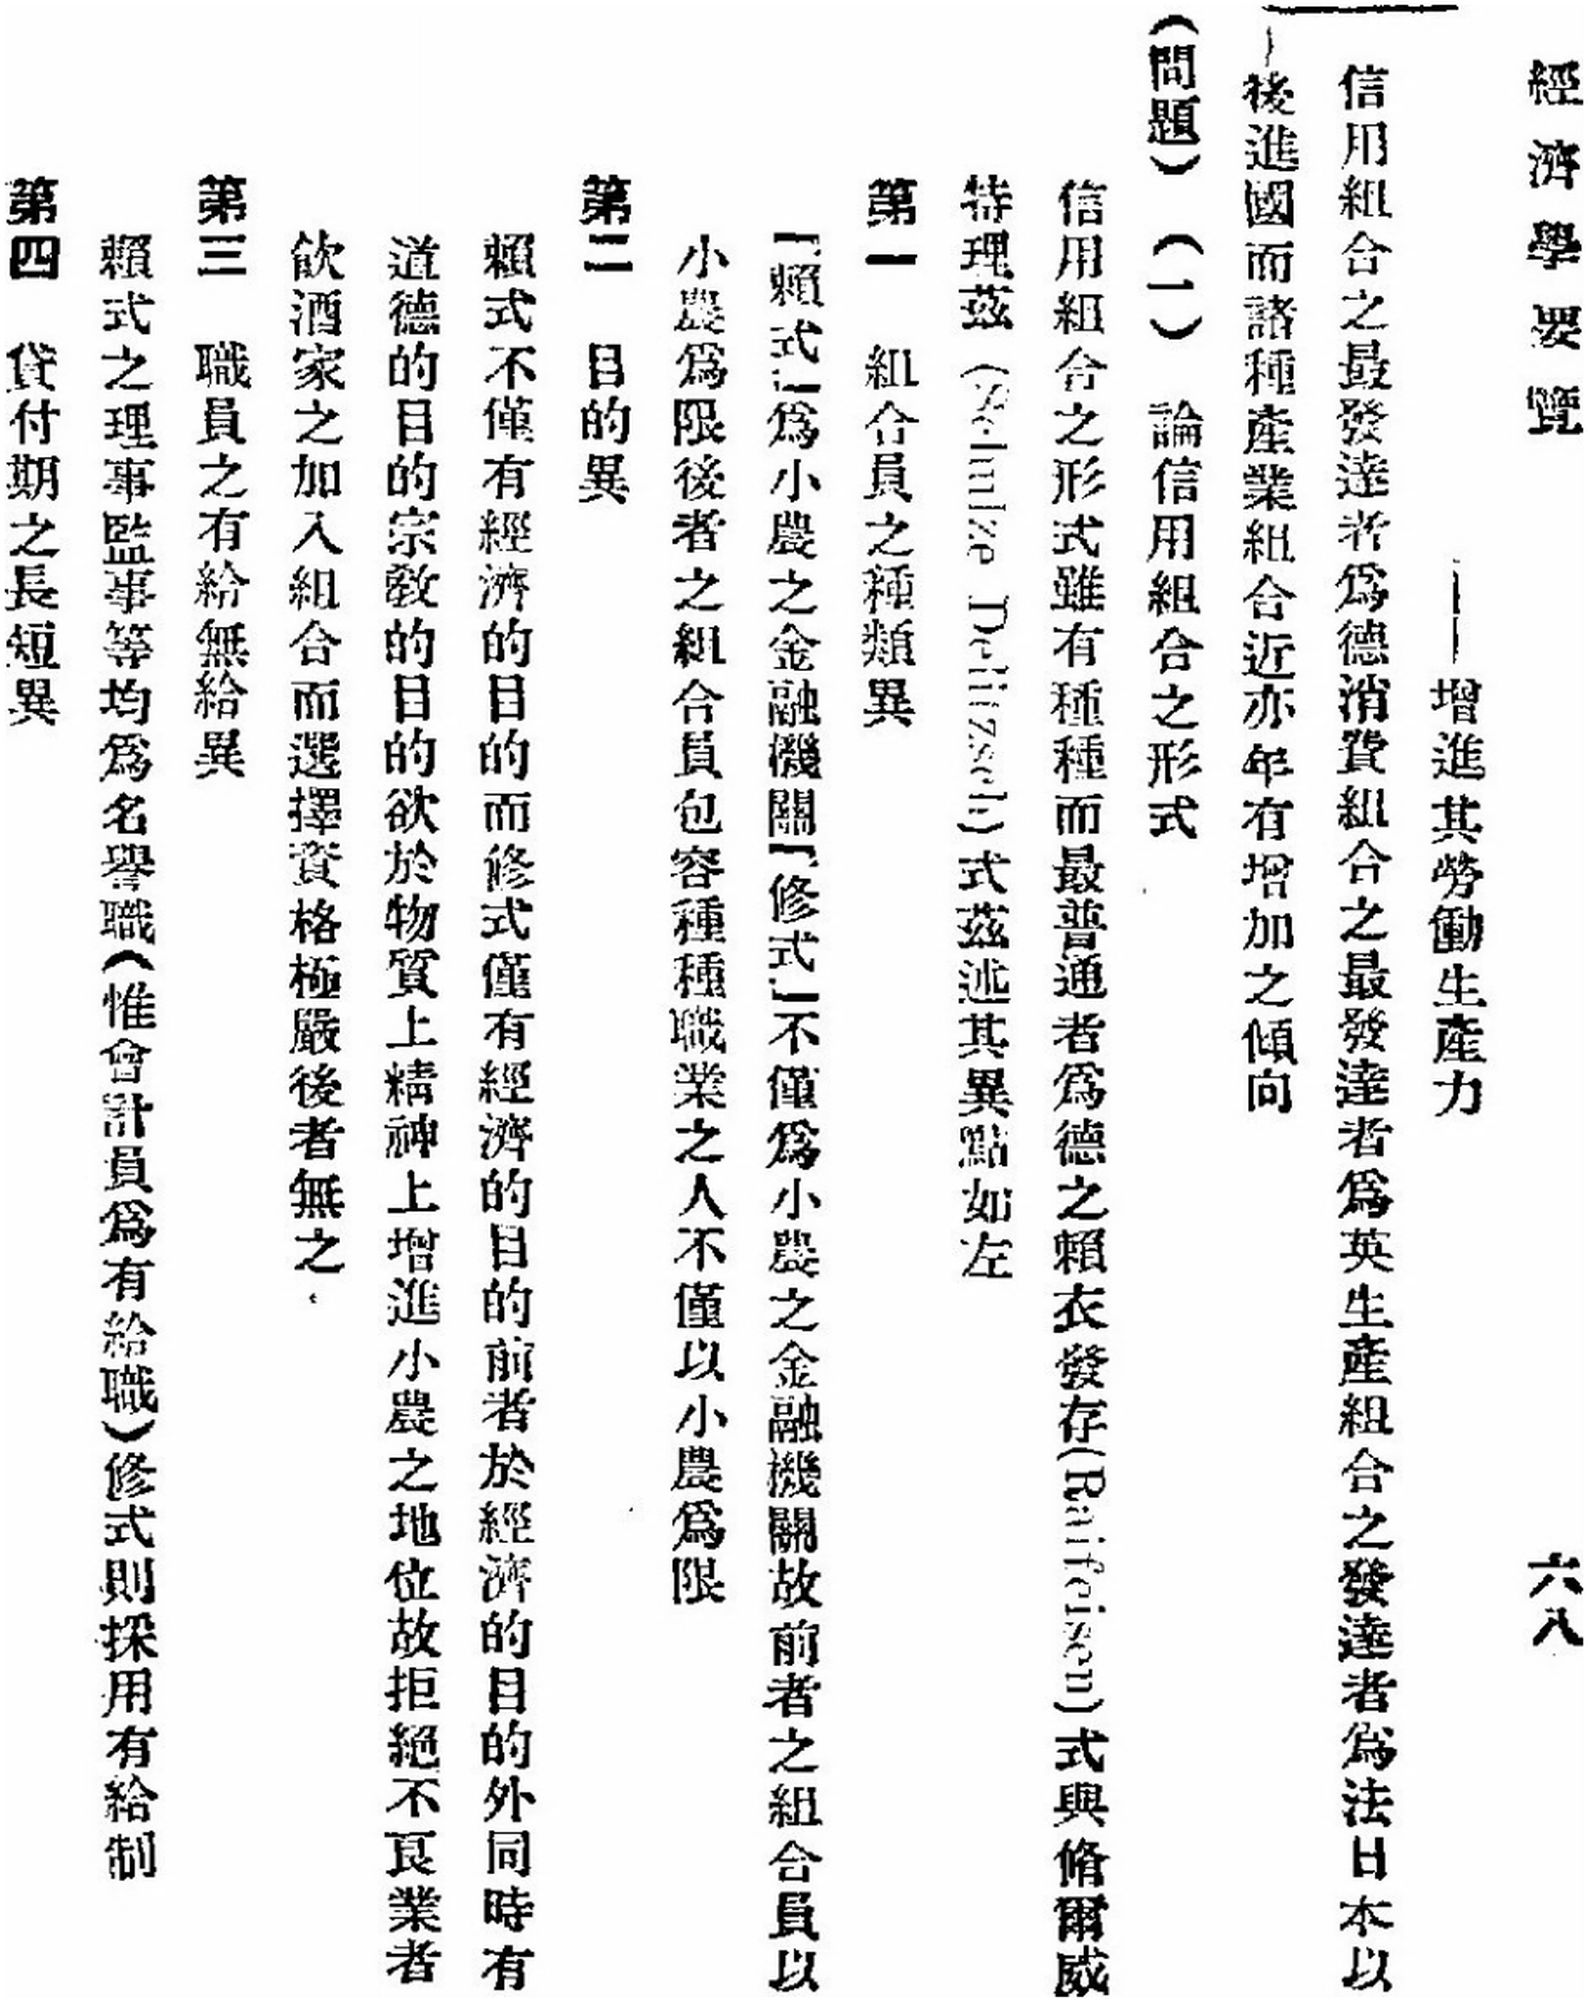 經濟學要覽　六八
增進其勞働生產力
信用組合之最發達者爲德消費組合之最發達者爲英生產組合之發達者爲法日本以
後進國而諸種產業組合近亦年有增加之傾向
（問題）（一）　論信用組合之形式
信用組合之形式雖有種種而最普通者爲德之賴衣發存(Raiffeisen)式與脩爾威
特理茲(Schulze Delitzsch)式茲述其異點如左
第一　組合員之種類異
「賴式」爲小農之金融機關「修式」不僅爲小農之金融機關故前者之組合員以
小農爲限後者之組合員包容種種職業之人不僅以小農爲限
第二　目的異
賴式不僅有經濟的目的而修式僅有經濟的目的前者於經濟的目的外同時有
道德的目的宗敎的目的欲於物質上精神上增進小農之地位故拒絕不良業者
飮酒家之加入組合而選擇資格極嚴後者無之
第三　職員之有給無給異
賴式之理事監事等均爲名譽職（惟會計員爲有給職）修式則採用有給制
第四　貸付期之長短異